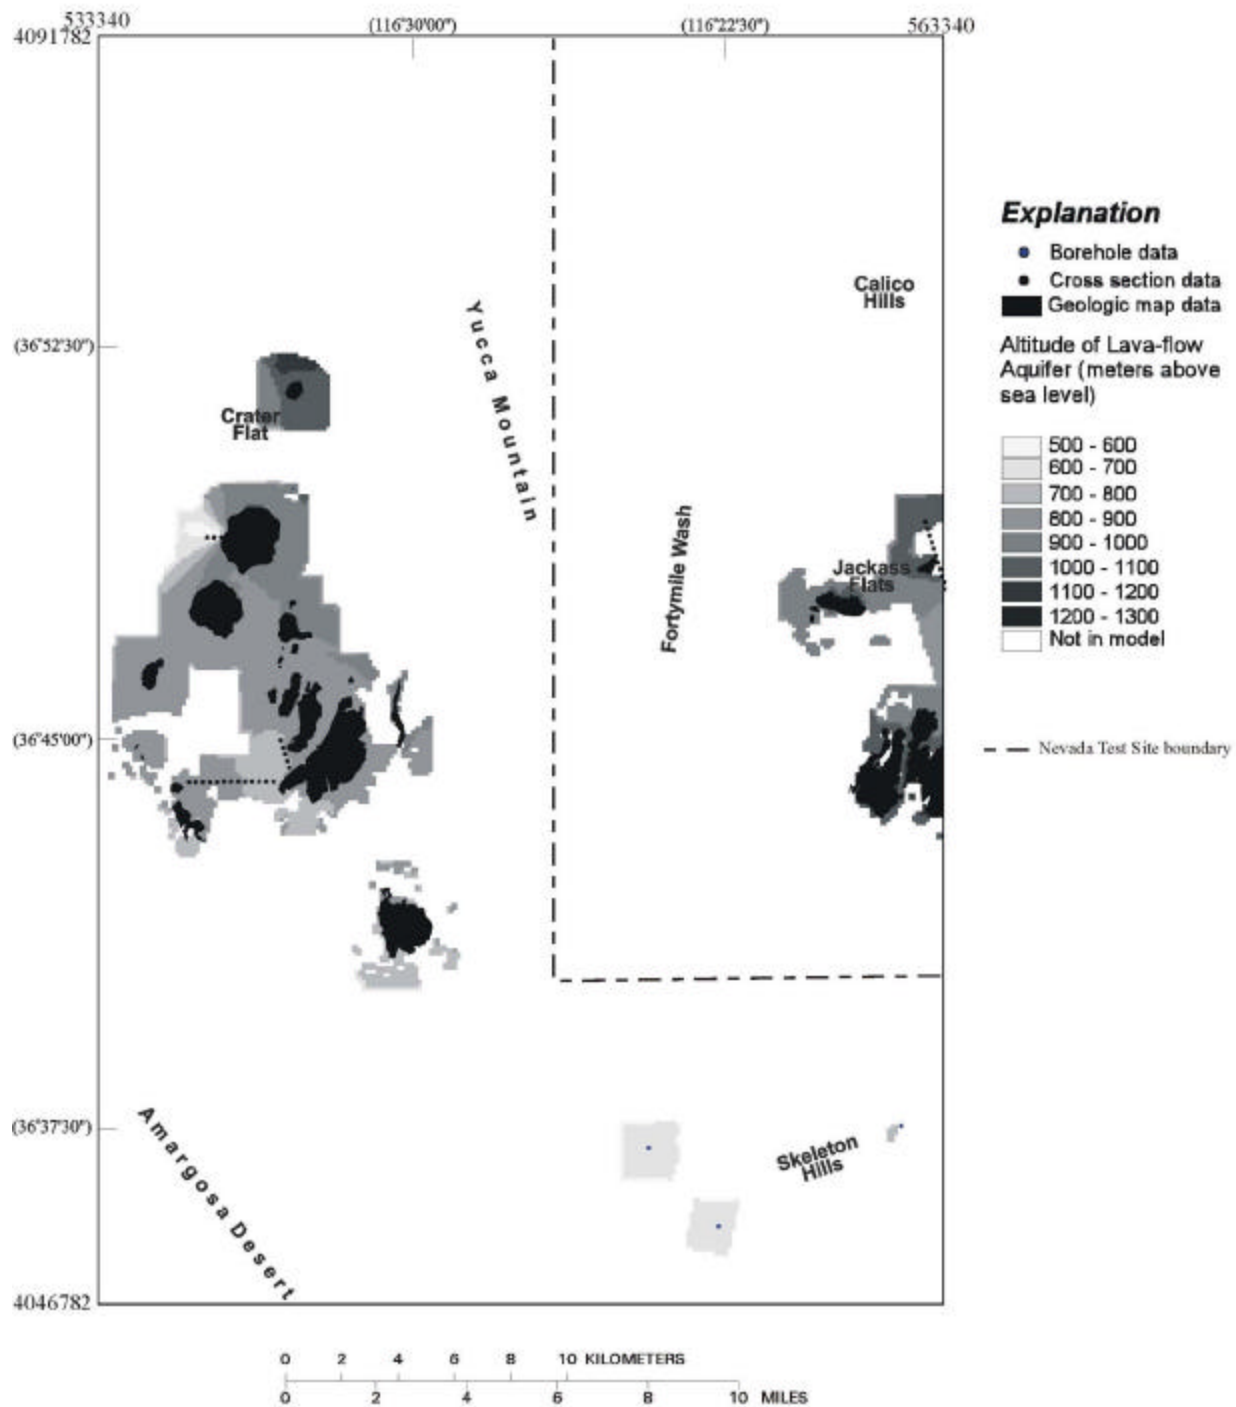 533340
(116°30'00")
(116°22'30")
563340
4091782
Explanation
Borehole data
Cross section data
Geologic map data
Altitude of Lava-flow
Aquifer (meters above
sea level)
500 - 600
600 - 700
700 - 800
800 - 900
900 - 1000
1000 - 1100
1100 - 1200
1200 - 1300
Not in model
Nevada Test Site boundary
Calico
Hills
(36°52'30")
Yucca Mountain
Crater
Flat
Fortymile Wash
Jackass
Flats
(36°45'00")
(36°37'30")
Skeleton
Hills
Amargosa Desert
4046782
0 2 4 6 8 10 KILOMETERS
0 2 4 6 8 10 MILES